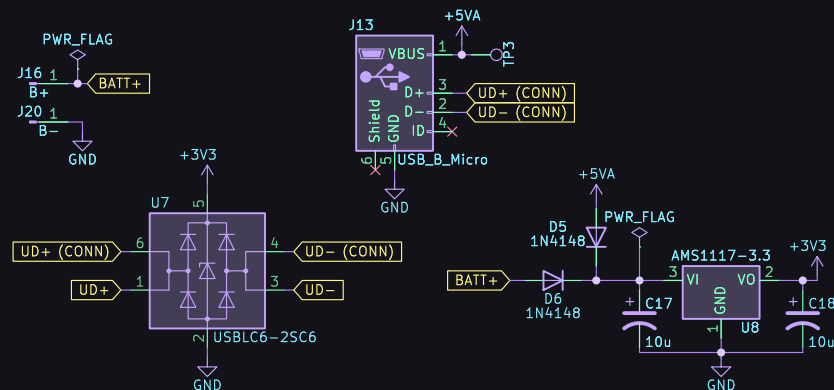 PWR_FLAG
J16
1
B+
BATT+
J20
1
B-
GND
J13
+5VA
VBUS
1
TP3
D+
3
UD+ (CONN)
D-
2
UD- (CONN)
ID
4
Shield
GND
6
5
USB_B_Micro
GND
+3V3
U7
5
UD+ (CONN)
6
4
UD- (CONN)
UD+
1
3
UD-
2
USBLC6-2SC6
GND
+5VA
D5
1N4148
PWR_FLAG
BATT+
D6
1N4148
AMS1117-3.3
3
VI
VO
2
GND
1
U8
+3V3
+
C17
10u
+
C18
10u
GND